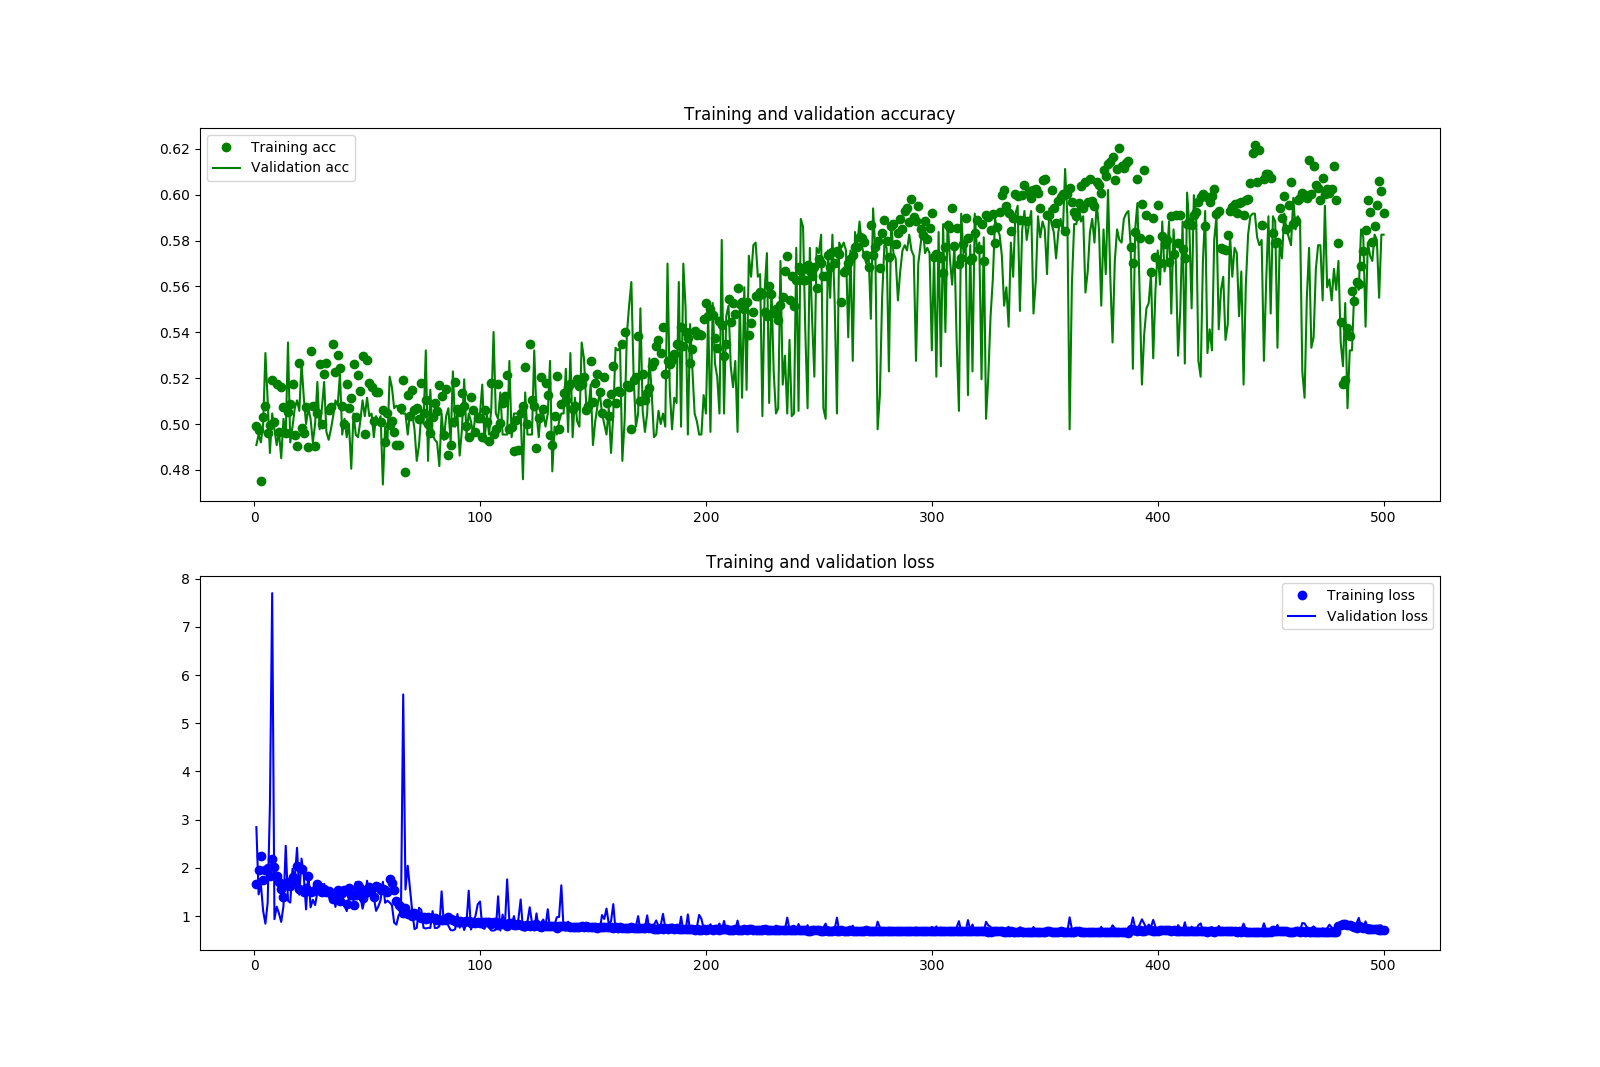 Training and validation accuracy
Training acc
Validation acc
0.62
0.60
0.58
0.56
0.54
0.52
0.50
0.48
0 100 200 300 400 500
Training and validation loss
Training loss
Validation loss
8
7
6
5
4
3
2
1
0 100 200 300 400 500